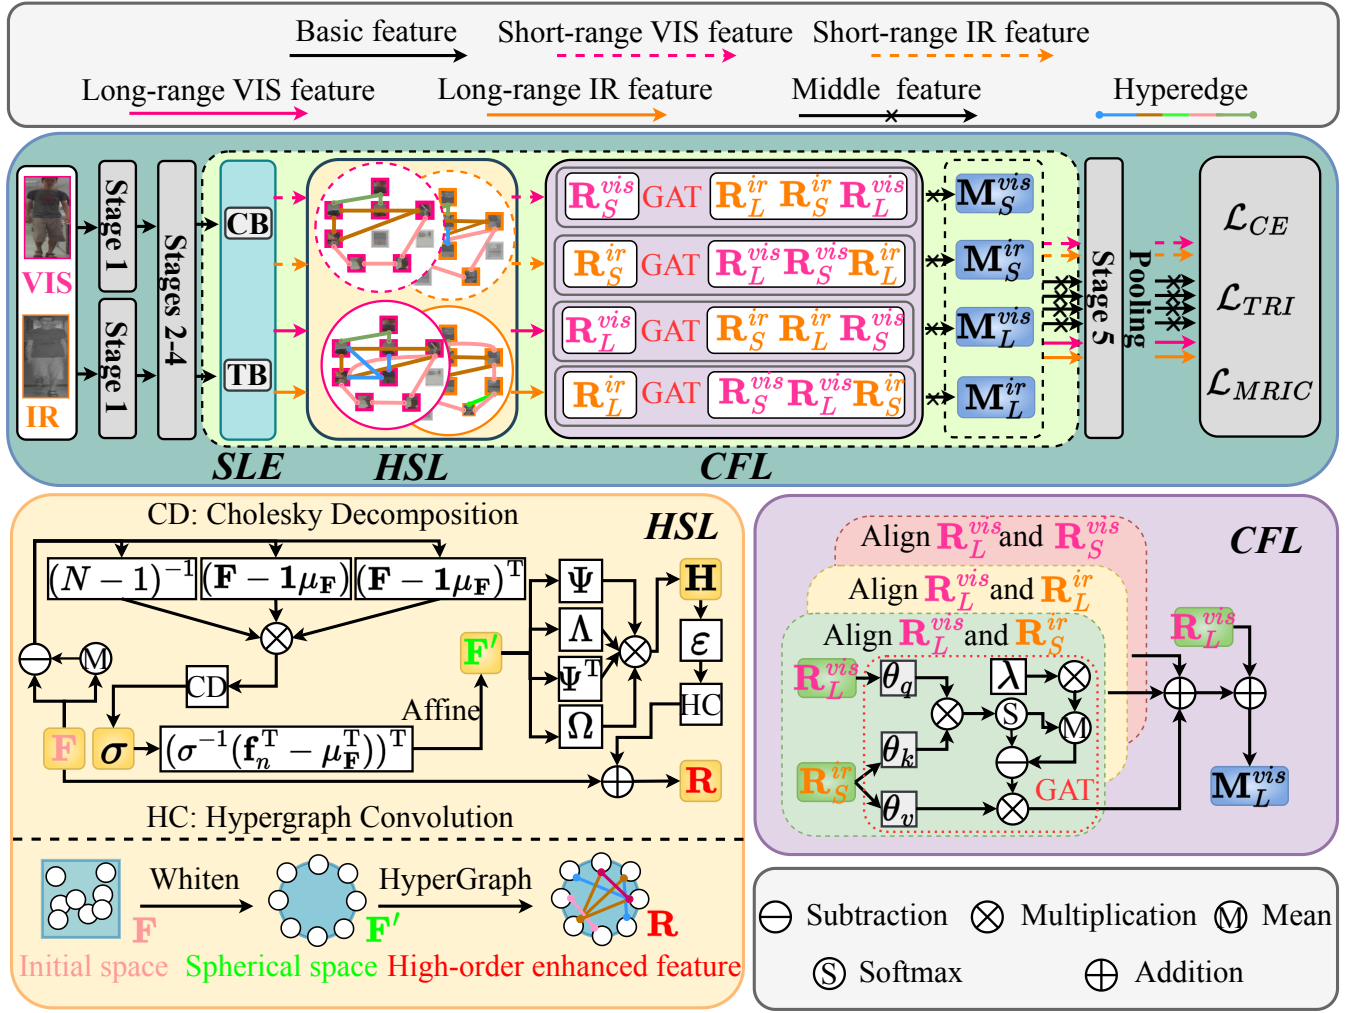 Basic feature Short-range VIS feature Short-range IR feature
Long-range VIS feature Long-range IR feature Middle feature Hyperedge
VIS
IR
Stage 1
Stage 1
Stages 2-4
CB
TB
SLE
HSL
R_S^{vis} GAT R_L^{ir} R_S^{ir} R_L^{vis}
R_S^{ir} GAT R_L^{vis} R_S^{vis} R_L^{ir}
R_L^{vis} GAT R_S^{ir} R_L^{ir} R_S^{vis}
R_L^{ir} GAT R_S^{vis} R_L^{vis} R_S^{ir}
CFL
M_S^{vis}
M_S^{ir}
M_L^{vis}
M_L^{ir}
Stage 5
Pooling
ℒ_{CE}
ℒ_{TRI}
ℒ_{MRIC}
CD: Cholesky Decomposition
HSL
(N − 1)^{−1} (F − 1μ_F) (F − 1μ_F)^T
M
CD
F
σ
(σ^{−1}(f_n^T − μ_F^T))^T
Affine
F′
Ψ
Λ
Ψ^T
Ω
H
ε
HC
R
HC: Hypergraph Convolution
Whiten HyperGraph
F F′ R
Initial space Spherical space High-order enhanced feature
CFL
Align R_L^{vis} and R_S^{vis}
Align R_L^{vis} and R_L^{ir}
Align R_L^{vis} and R_S^{ir}
R_L^{vis} θ_q λ
S M
R_S^{ir} θ_k
θ_v
GAT
R_L^{vis}
M_L^{vis}
Subtraction Multiplication M Mean
S Softmax Addition